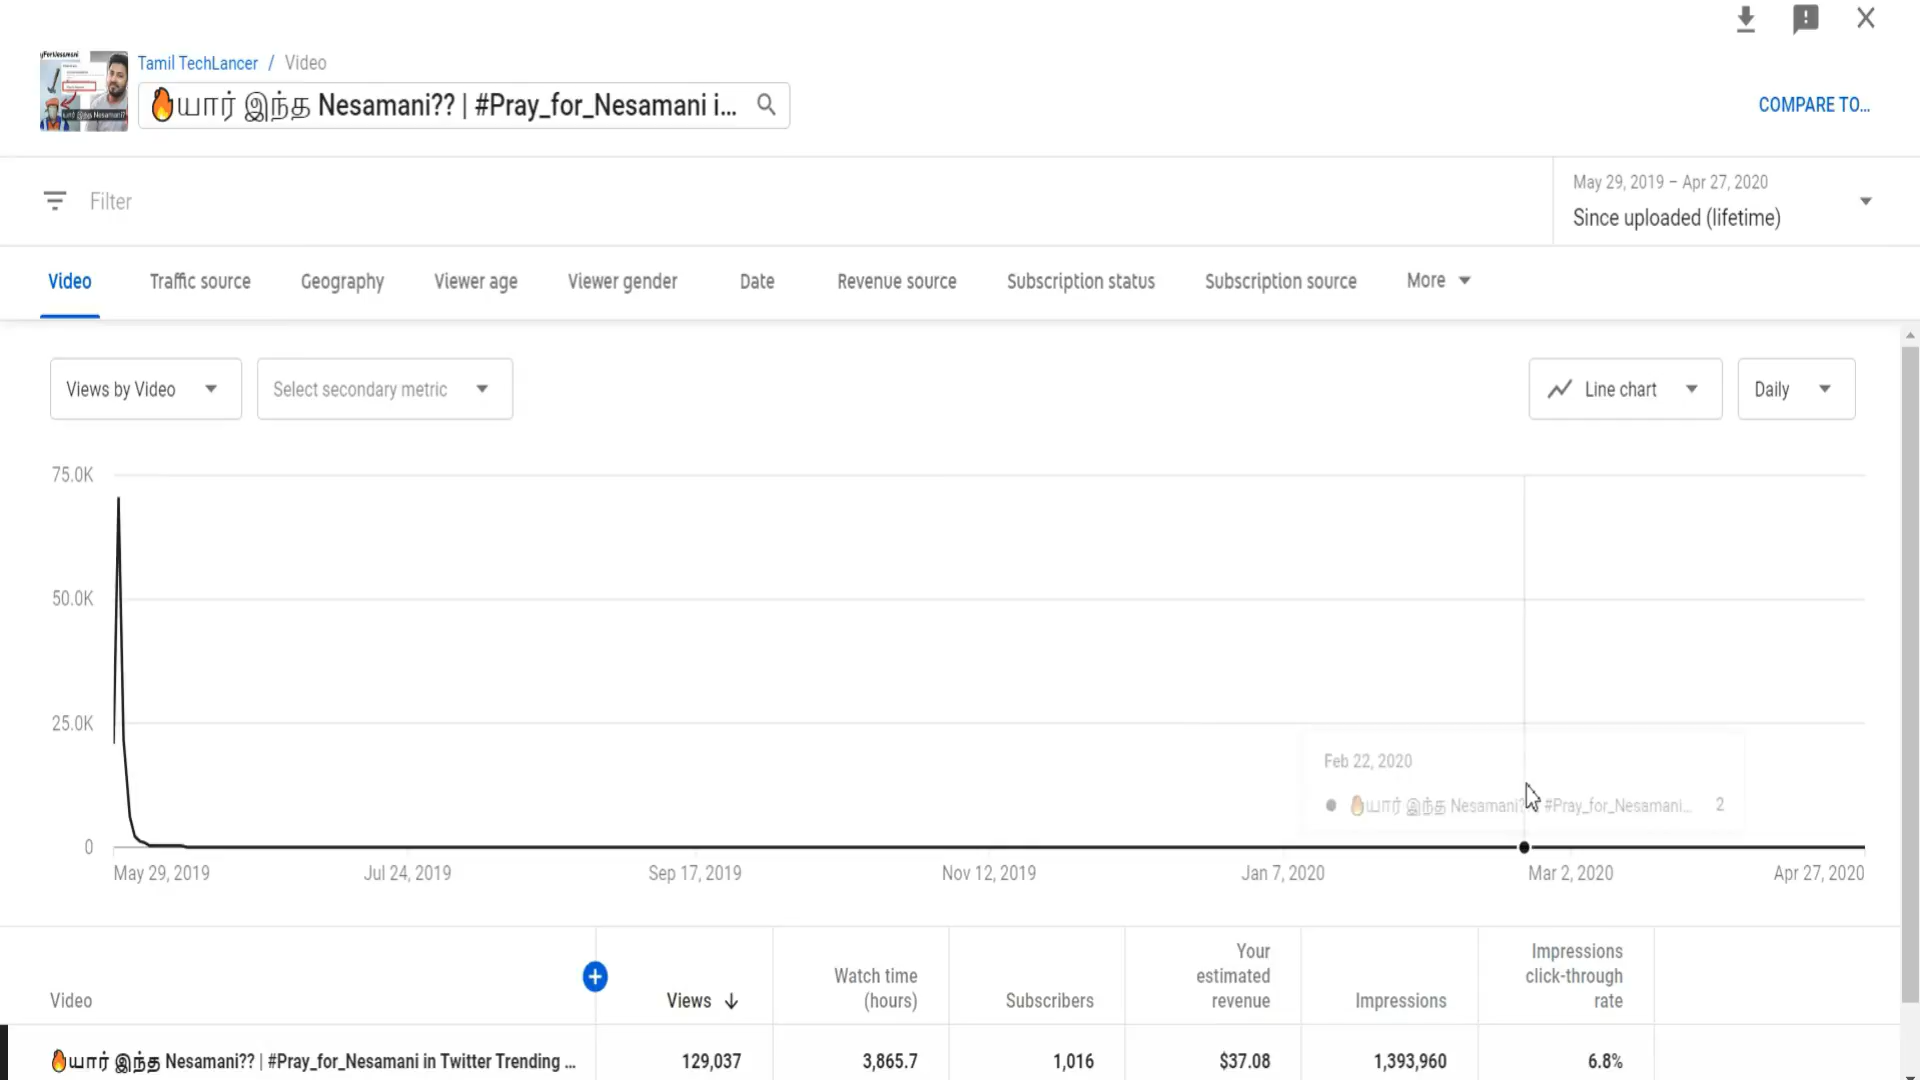 Tamil TechLancer / Video
🔥யார் இந்த Nesamani?? | #Pray_for_Nesamani i...
COMPARE TO...
Filter
May 29, 2019 – Apr 27, 2020
Since uploaded (lifetime)
Video Traffic source Geography Viewer age Viewer gender Date Revenue source Subscription status Subscription source More
Views by Video Select secondary metric Line chart Daily
75.0K
50.0K
25.0K
Feb 22, 2020
🔥யார் இந்த Nesamani?? #Pray_for_Nesamani... 2
0
May 29, 2019 Jul 24, 2019 Sep 17, 2019 Nov 12, 2019 Jan 7, 2020 Mar 2, 2020 Apr 27, 2020
Video Views Watch time (hours) Subscribers Your estimated revenue Impressions Impressions click-through rate
🔥யார் இந்த Nesamani?? | #Pray_for_Nesamani in Twitter Trending ... 129,037 3,865.7 1,016 $37.08 1,393,960 6.8%